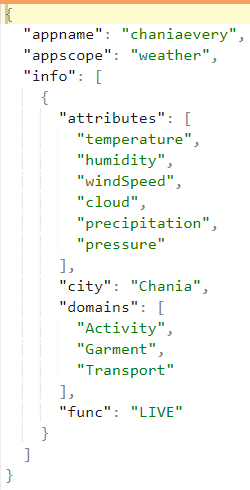 {
  "appname": "chaniaevery",
  "appscope": "weather",
  "info": [
    {
      "attributes": [
        "temperature",
        "humidity",
        "windSpeed",
        "cloud",
        "precipitation",
        "pressure"
      ],
      "city": "Chania",
      "domains": [
        "Activity",
        "Garment",
        "Transport"
      ],
      "func": "LIVE"
    }
  ]
}